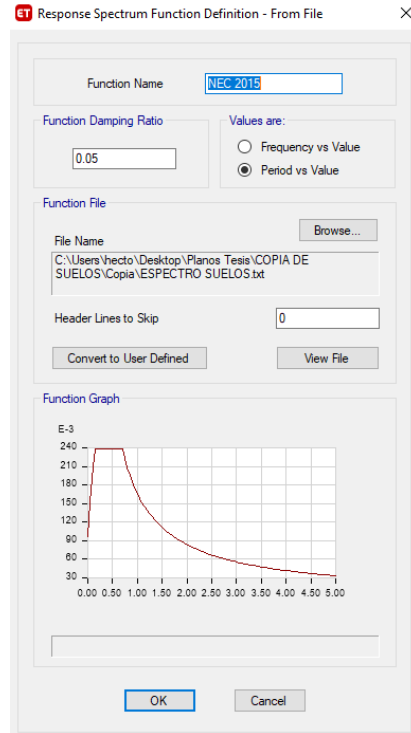 ET Response Spectrum Function Definition - From File
Function Name NEC 2015
Function Damping Ratio
0.05
Values are:
Frequency vs Value
Period vs Value
Function File
Browse...
File Name
C:\Users\hecto\Desktop\Planos Tesis\COPIA DE
SUELOS\Copia\ESPECTRO SUELOS.txt
Header Lines to Skip 0
Convert to User Defined View File
Function Graph
E-3
240
210
180
150
120
90
60
30
0.00 0.50 1.00 1.50 2.00 2.50 3.00 3.50 4.00 4.50 5.00
OK Cancel